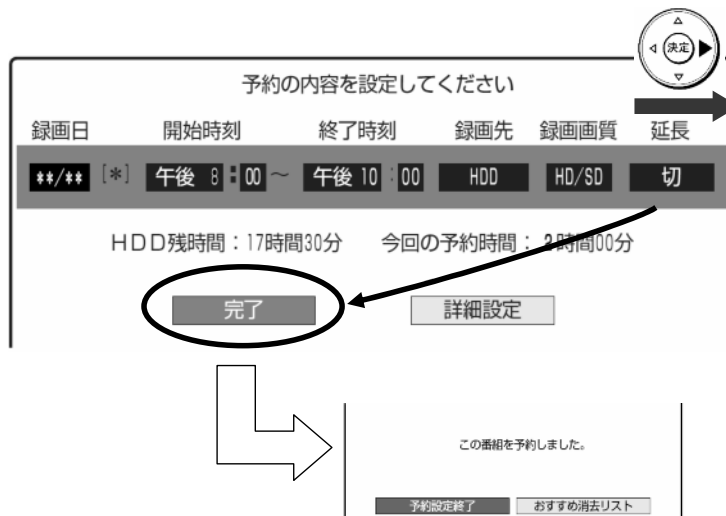 決定
予約の内容を設定してください
録画日 開始時刻 終了時刻 録画先 録画画質 延長
**/** [*] 午後 8:00 ~ 午後 10:00 HDD HD/SD 切
HDD残時間:17時間30分 今回の予約時間: 2時間00分
完了 詳細設定
この番組を予約しました。
予約設定終了 おすすめ消去リスト